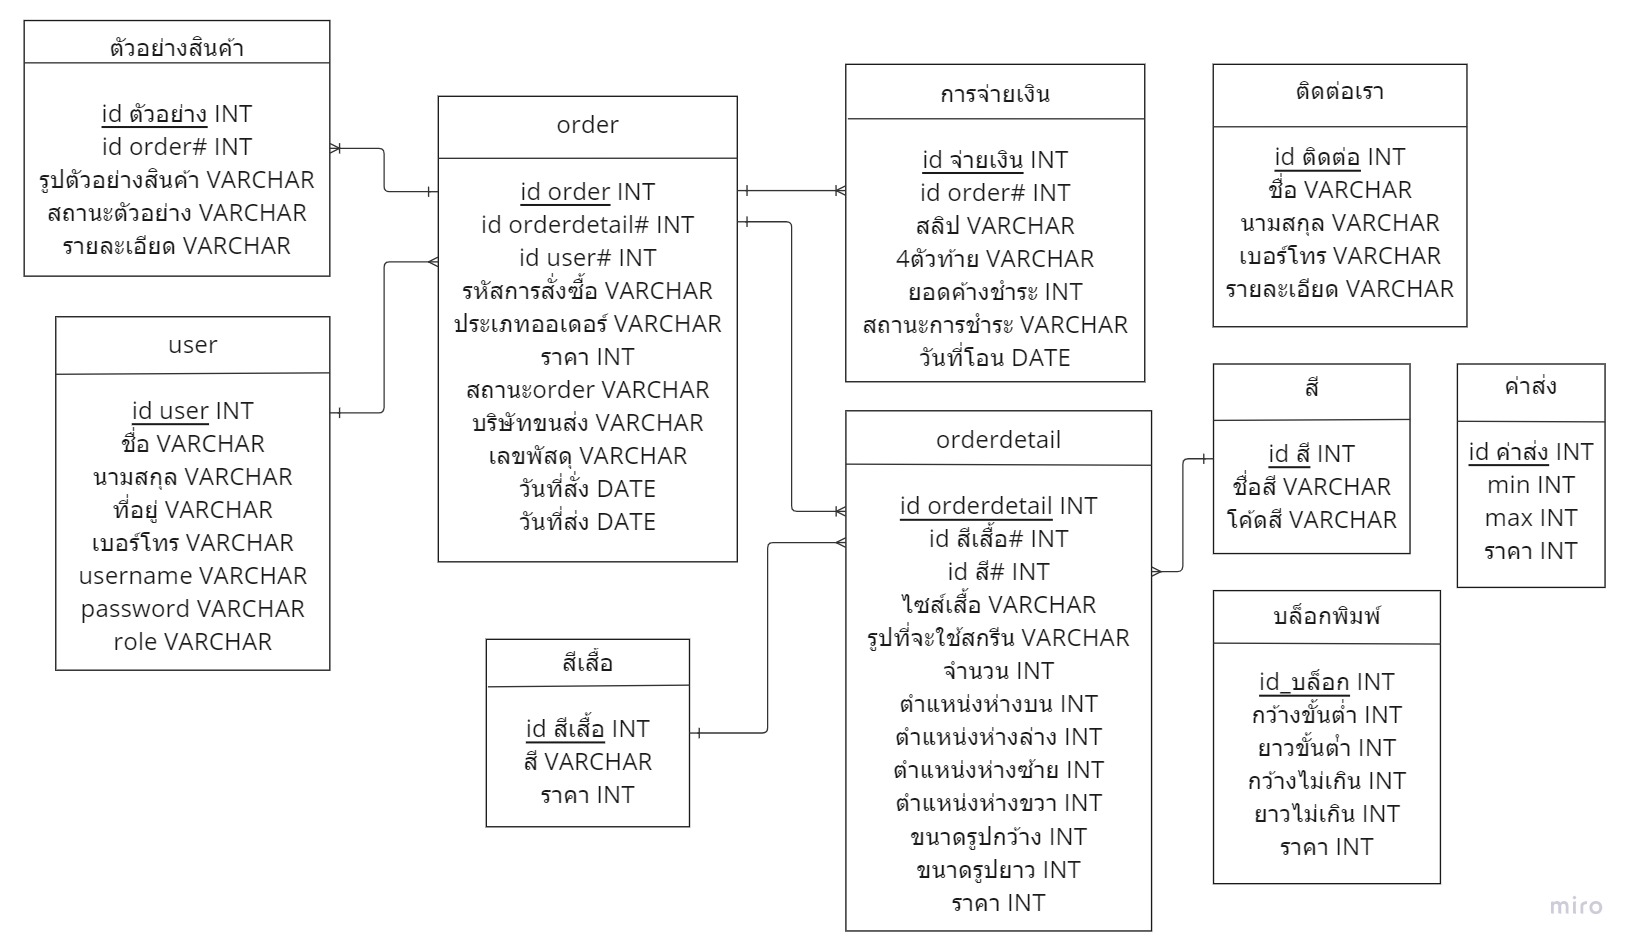 ตัวอย่างสินค้า
id ตัวอย่าง INT
id order# INT
รูปตัวอย่างสินค้า VARCHAR
สถานะตัวอย่าง VARCHAR
รายละเอียด VARCHAR
user
id user INT
ชื่อ VARCHAR
นามสกุล VARCHAR
ที่อยู่ VARCHAR
เบอร์โทร VARCHAR
username VARCHAR
password VARCHAR
role VARCHAR
order
id order INT
id orderdetail# INT
id user# INT
รหัสการสั่งซื้อ VARCHAR
ประเภทออเดอร์ VARCHAR
ราคา INT
สถานะorder VARCHAR
บริษัทขนส่ง VARCHAR
เลขพัสดุ VARCHAR
วันที่สั่ง DATE
วันที่ส่ง DATE
สีเสื้อ
id สีเสื้อ INT
สี VARCHAR
ราคา INT
การจ่ายเงิน
id จ่ายเงิน INT
id order# INT
สลิป VARCHAR
4ตัวท้าย VARCHAR
ยอดค้างชำระ INT
สถานะการชำระ VARCHAR
วันที่โอน DATE
orderdetail
id orderdetail INT
id สีเสื้อ# INT
id สี# INT
ไซส์เสื้อ VARCHAR
รูปที่จะใช้สกรีน VARCHAR
จำนวน INT
ตำแหน่งห่างบน INT
ตำแหน่งห่างล่าง INT
ตำแหน่งห่างซ้าย INT
ตำแหน่งห่างขวา INT
ขนาดรูปกว้าง INT
ขนาดรูปยาว INT
ราคา INT
ติดต่อเรา
id ติดต่อ INT
ชื่อ VARCHAR
นามสกุล VARCHAR
เบอร์โทร VARCHAR
รายละเอียด VARCHAR
สี
id สี INT
ชื่อสี VARCHAR
โค้ดสี VARCHAR
ค่าส่ง
id ค่าส่ง INT
min INT
max INT
ราคา INT
บล็อกพิมพ์
id_บล็อก INT
กว้างขั้นต่ำ INT
ยาวขั้นต่ำ INT
กว้างไม่เกิน INT
ยาวไม่เกิน INT
ราคา INT
miro